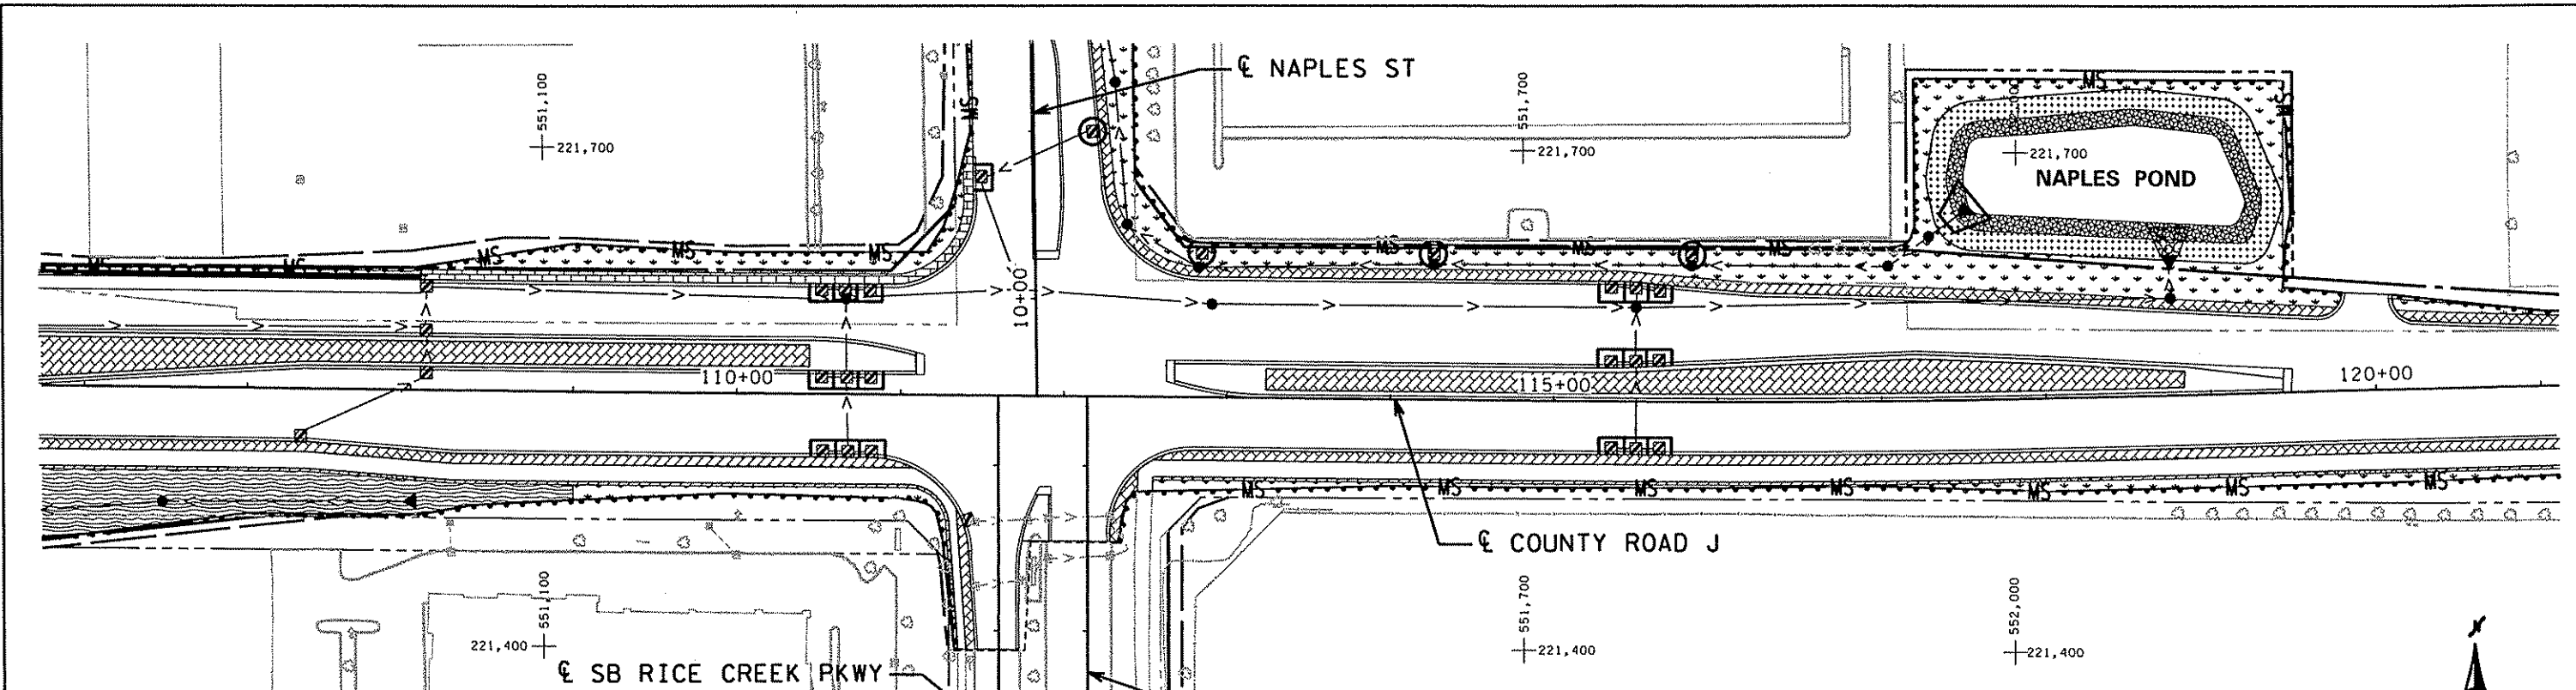 ℄ NAPLES ST
551,100
221,700
551,700
221,700
221,700
NAPLES POND
MS
MS
MS
MS
MS
MS
MS
MS
MS
MS
MS
10+00
110+00
115+00
120+00
MS
MS
MS
MS
MS
MS
MS
℄ COUNTY ROAD J
551,100
221,400
551,700
221,400
552,000
221,400
℄ SB RICE CREEK PKWY